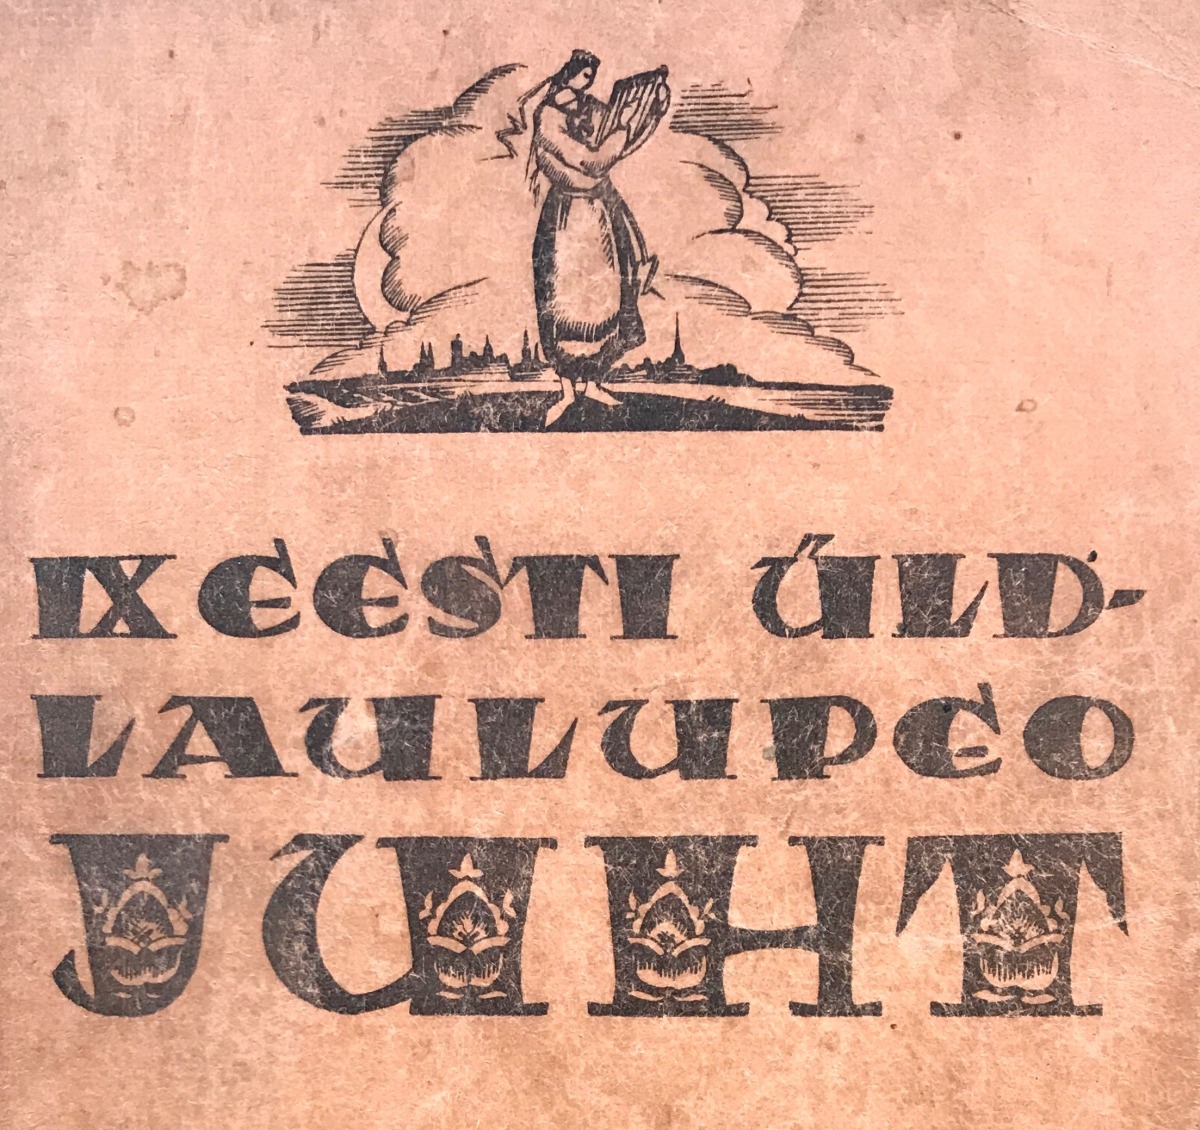 IX EESTI ÜLD-
LAULUPEO
JUHT